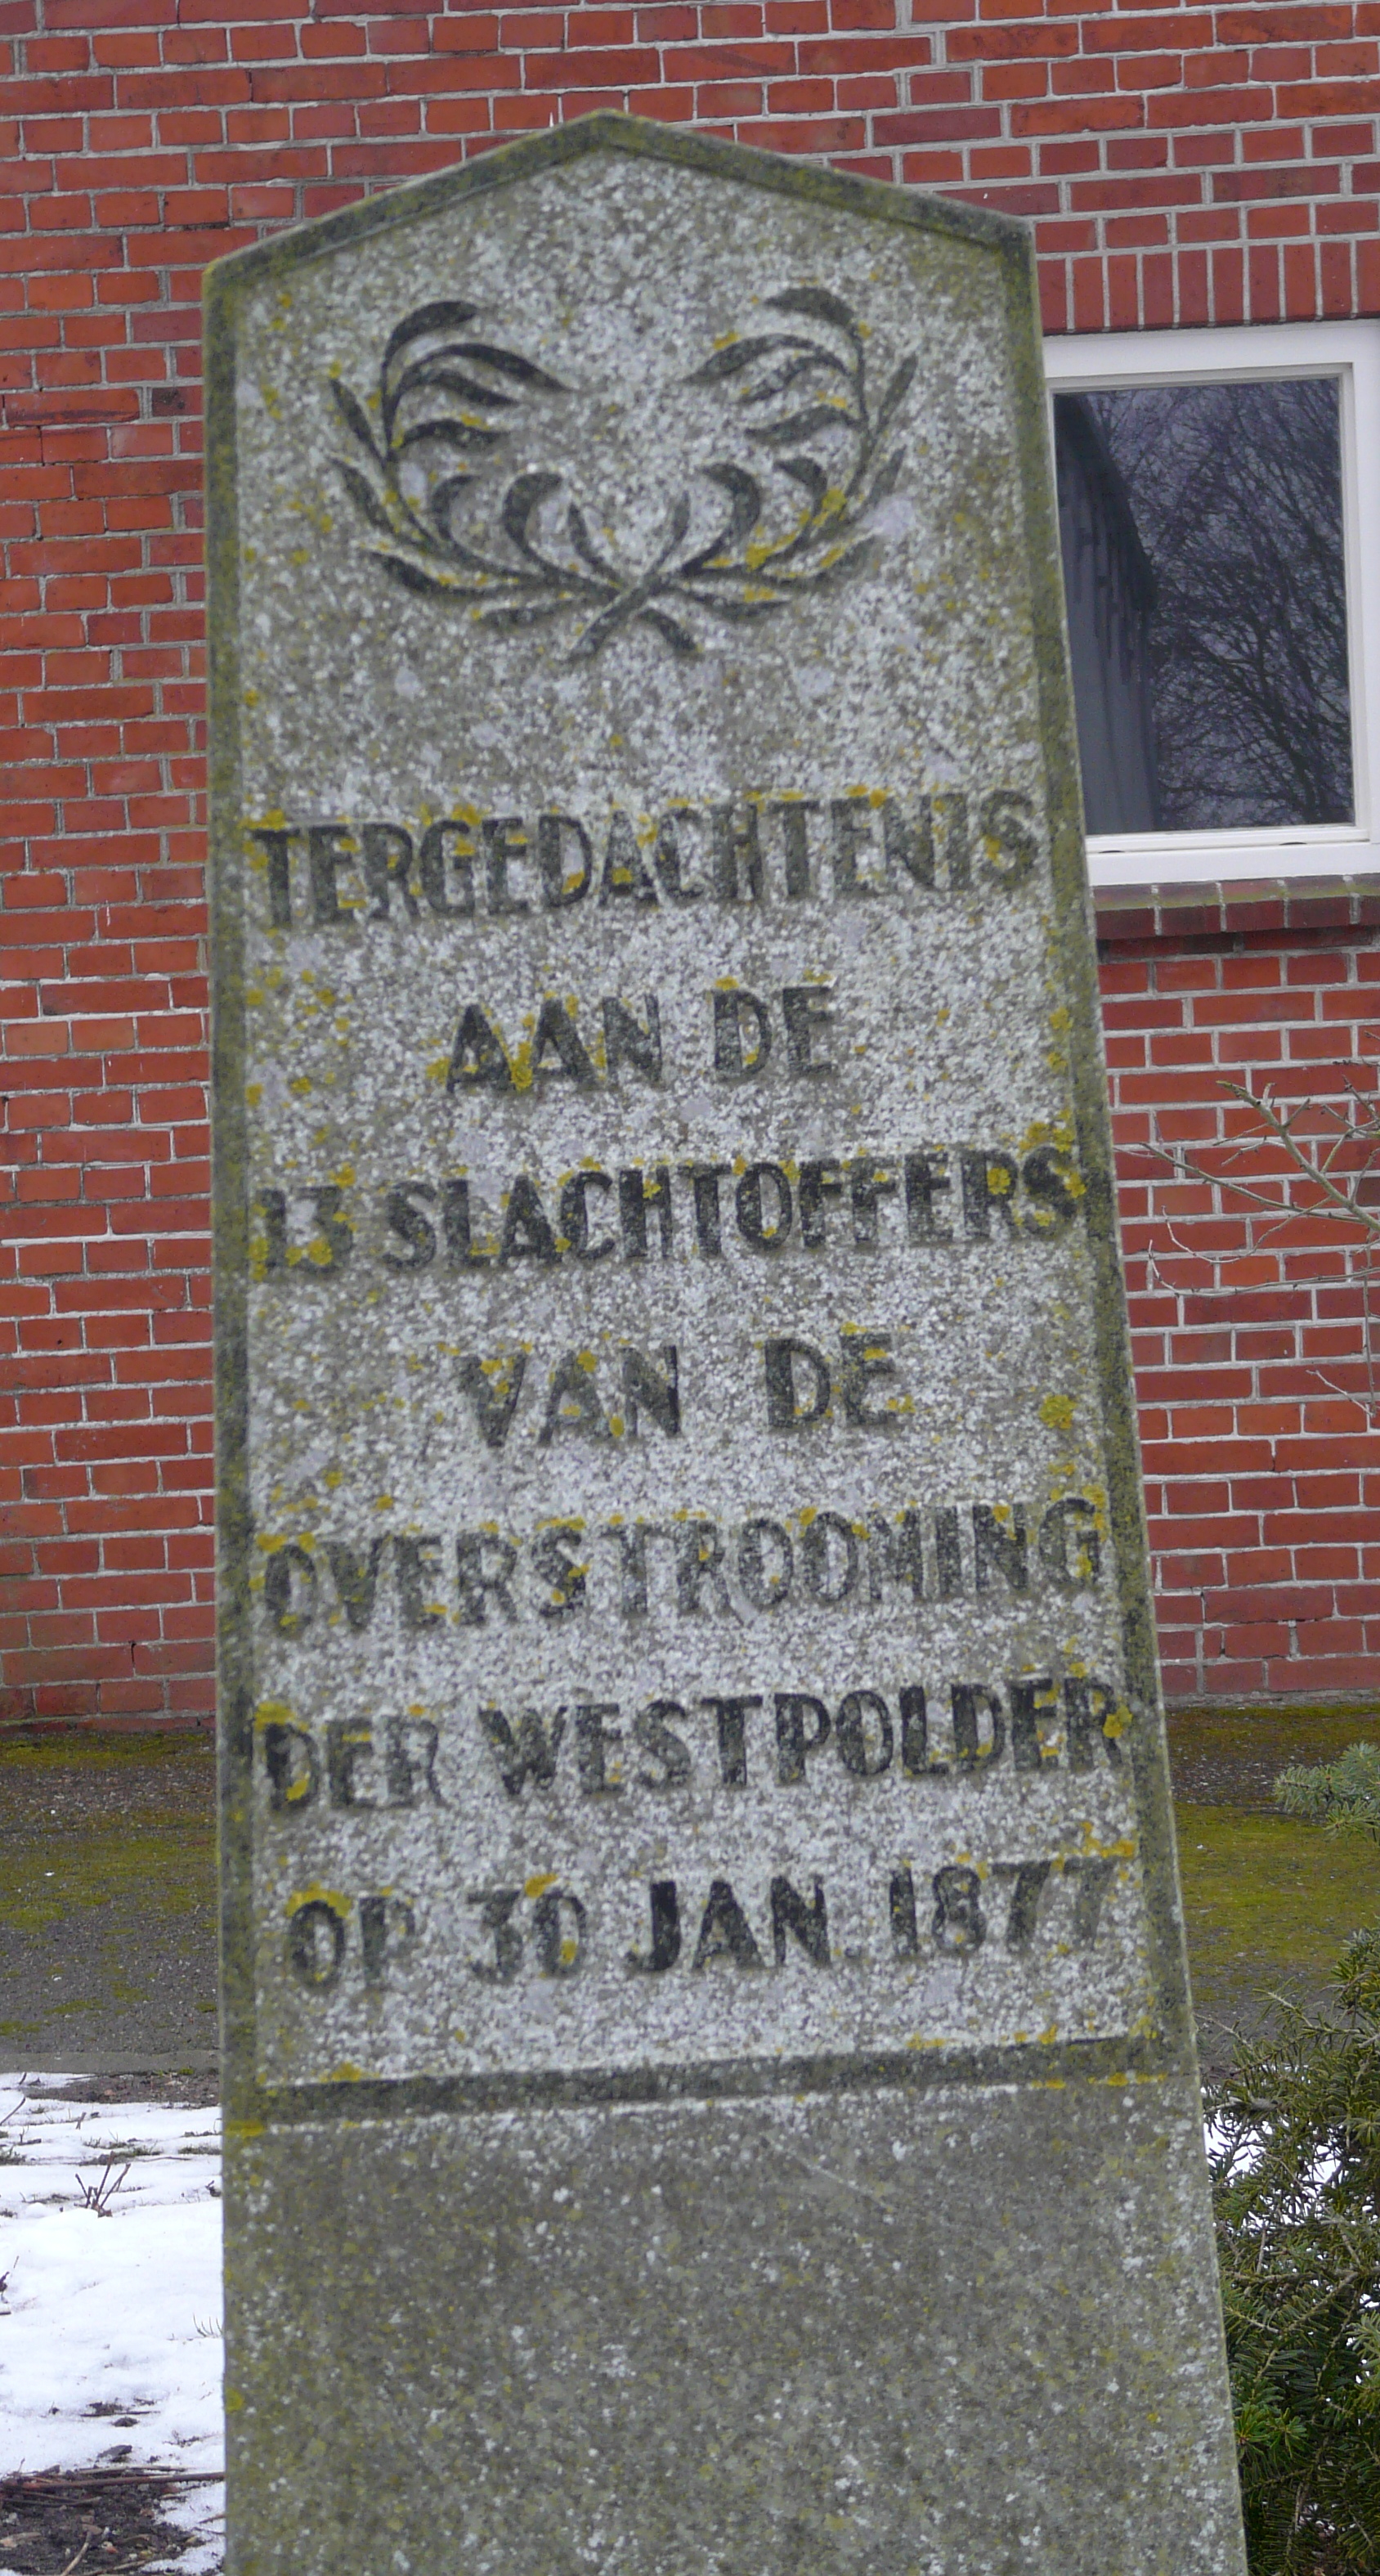 TERGEDACHTENIS
AAN DE
13 SLACHTOFFERS
VAN DE
OVERSTROOMING
DER WESTPOLDER
OP 30 JAN. 1877